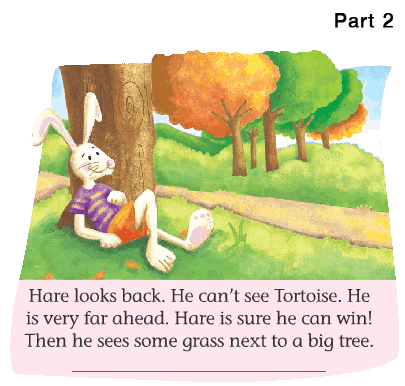 Part 2
Hare looks back. He can't see Tortoise. He
is very far ahead. Hare is sure he can win!
Then he sees some grass next to a big tree.